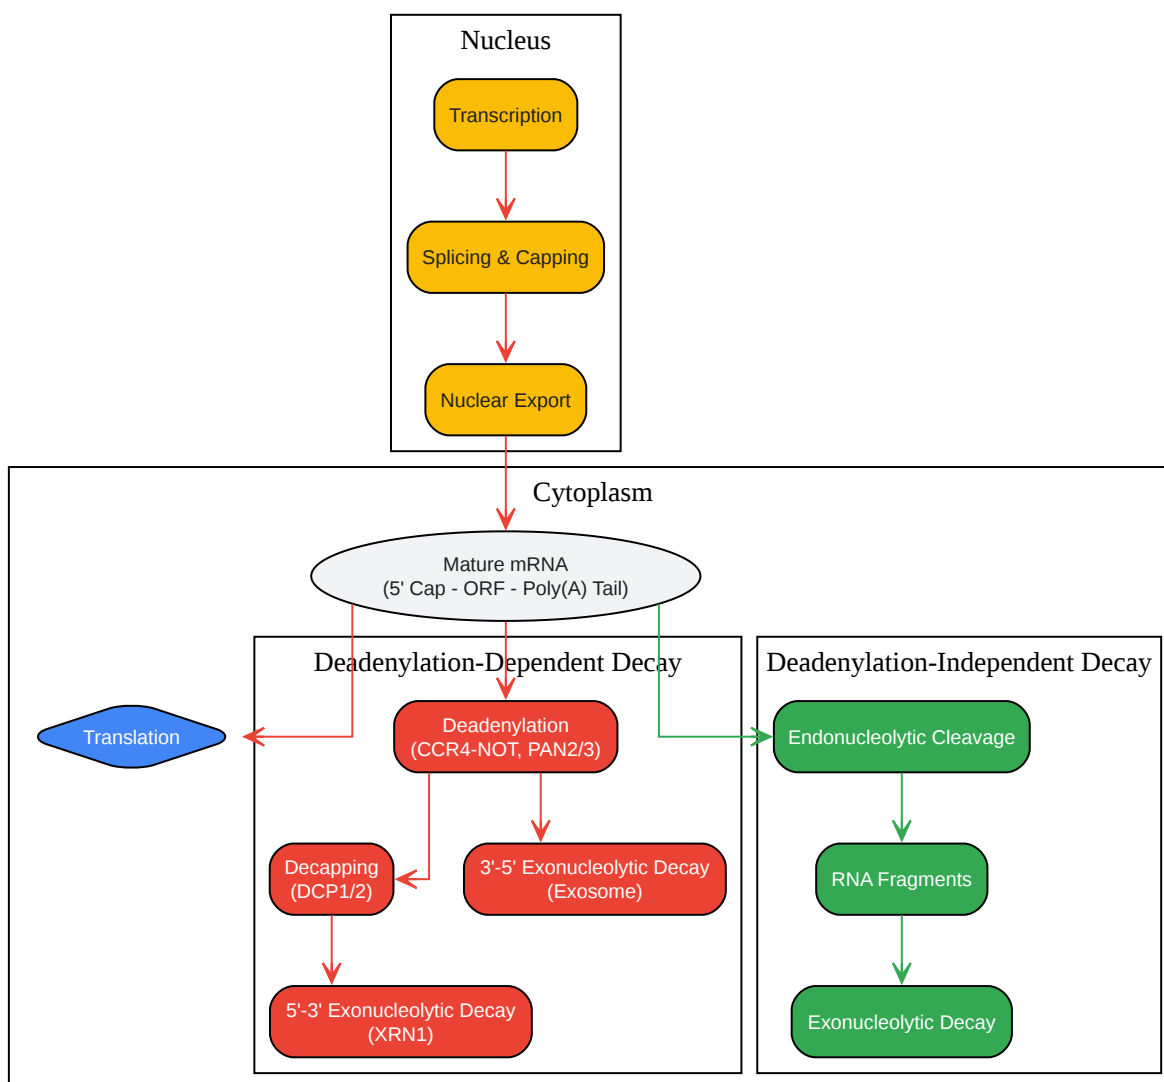 Nucleus
Transcription
Splicing & Capping
Nuclear Export
Cytoplasm
Mature mRNA
(5' Cap - ORF - Poly(A) Tail)
Deadenylation-Dependent Decay
Deadenylation-Independent Decay
Translation
Deadenylation
(CCR4-NOT, PAN2/3)
Endonucleolytic Cleavage
Decapping
(DCP1/2)
3'-5' Exonucleolytic Decay
(Exosome)
RNA Fragments
5'-3' Exonucleolytic Decay
(XRN1)
Exonucleolytic Decay